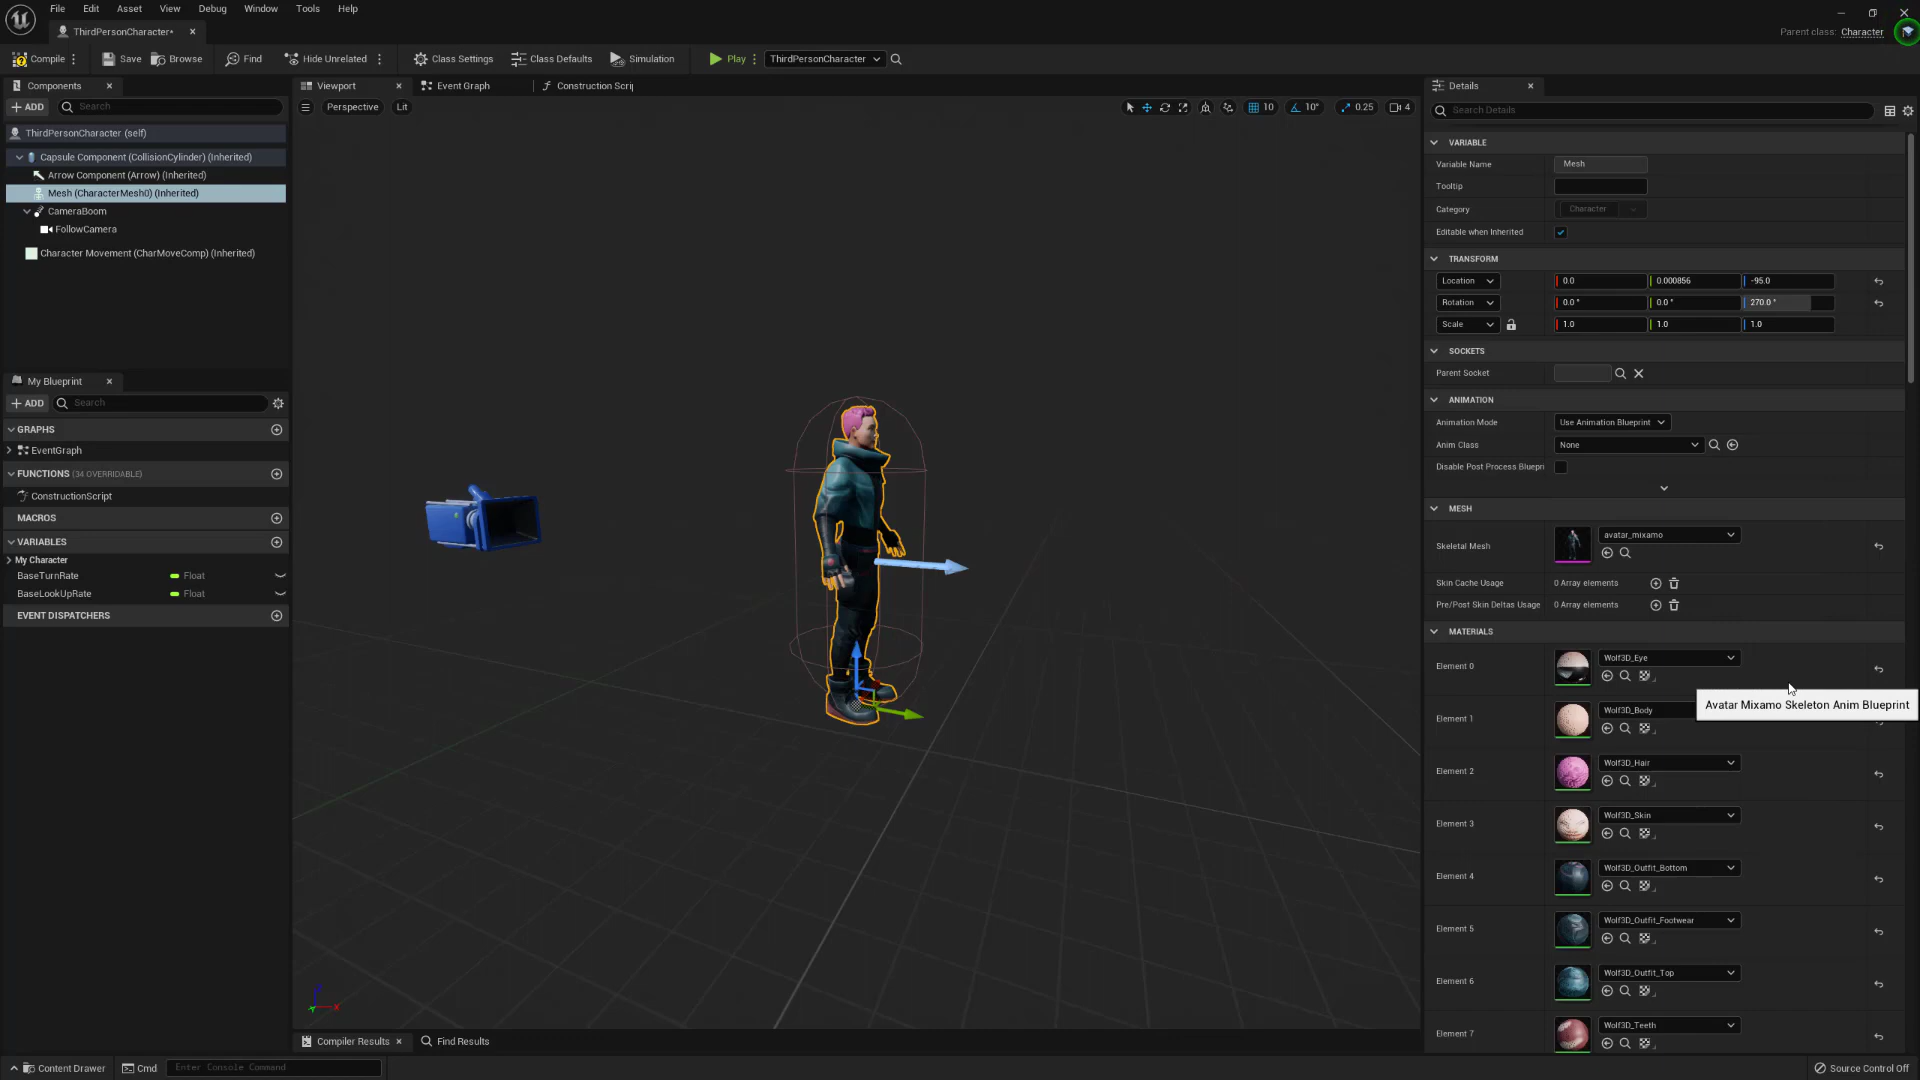 File Edit Asset View Debug Window Tools Help
ThirdPersonCharacter*
Parent class: Character
Compile Save Browse Find Hide Unrelated Class Settings Class Defaults Simulation Play ThirdPersonCharacter
Components
ADD Search
ThirdPersonCharacter (self)
Capsule Component (CollisionCylinder) (Inherited)
Arrow Component (Arrow) (Inherited)
Mesh (CharacterMesh0) (Inherited)
CameraBoom
FollowCamera
Character Movement (CharMoveComp) (Inherited)
My Blueprint
ADD Search
GRAPHS
EventGraph
FUNCTIONS (34 OVERRIDABLE)
ConstructionScript
MACROS
VARIABLES
My Character
BaseTurnRate Float
BaseLookUpRate Float
EVENT DISPATCHERS
Viewport Event Graph Construction Scrip
Perspective Lit 10 10° 0.25 4
Compiler Results Find Results
Details
Search Details
VARIABLE
Variable Name Mesh
Tooltip
Category Character
Editable when Inherited
TRANSFORM
Location 0.0 0.000856 -95.0
Rotation 0.0° 0.0° 270.0°
Scale 1.0 1.0 1.0
SOCKETS
Parent Socket
ANIMATION
Animation Mode Use Animation Blueprint
Anim Class None
Disable Post Process Bluepri
MESH
Skeletal Mesh avatar_mixamo
Skin Cache Usage 0 Array elements
Pre/Post Skin Deltas Usage 0 Array elements
MATERIALS
Element 0 Wolf3D_Eye
Avatar Mixamo Skeleton Anim Blueprint
Element 1 Wolf3D_Body
Element 2 Wolf3D_Hair
Element 3 Wolf3D_Skin
Element 4 Wolf3D_Outfit_Bottom
Element 5 Wolf3D_Outfit_Footwear
Element 6 Wolf3D_Outfit_Top
Element 7 Wolf3D_Teeth
Content Drawer Cmd Enter Console Command
Source Control Off